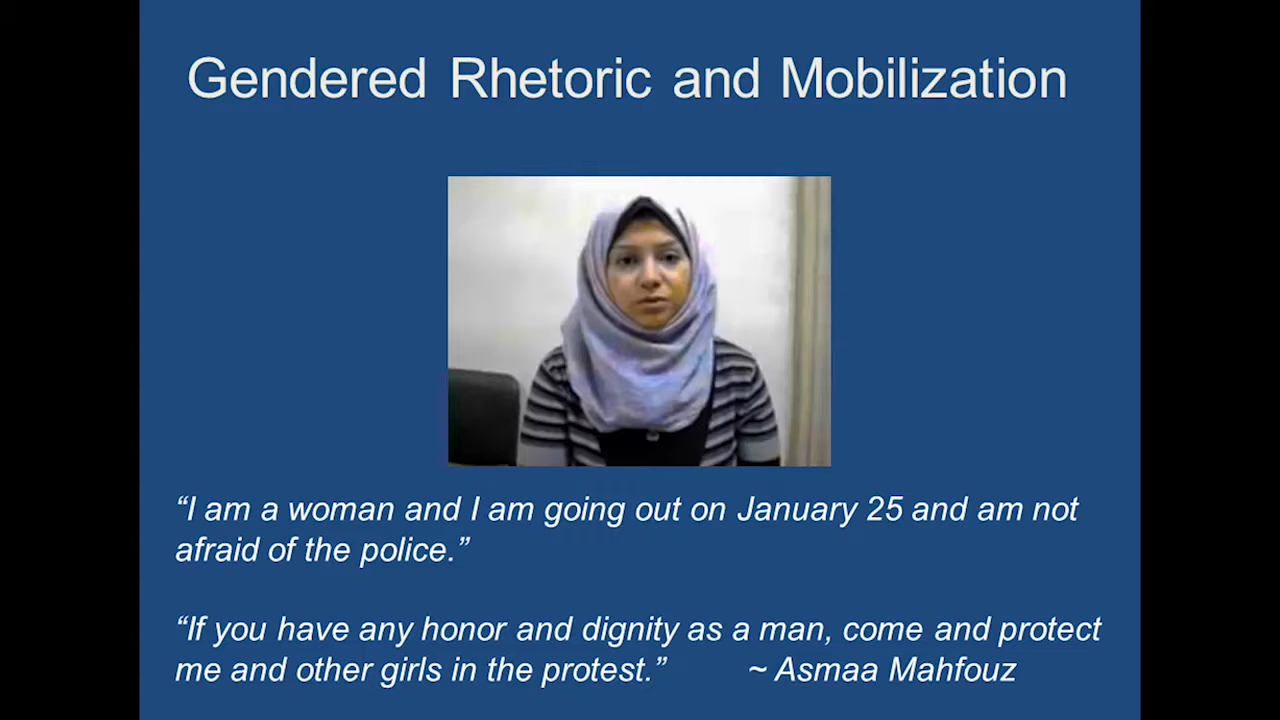 Gendered Rhetoric and Mobilization
“I am a woman and I am going out on January 25 and am not
afraid of the police.”
“If you have any honor and dignity as a man, come and protect
me and other girls in the protest.” ~ Asmaa Mahfouz